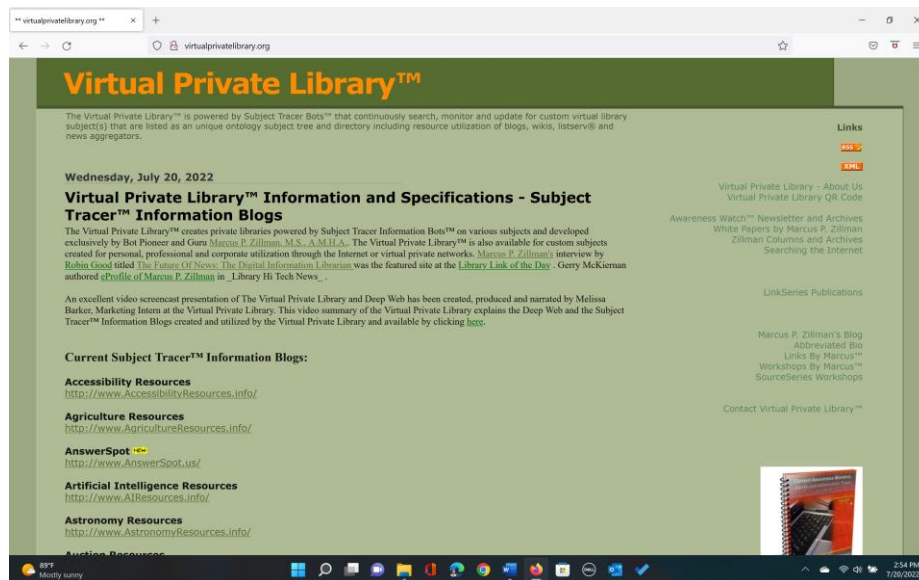 ** virtualprivatelibrary.org **
virtualprivatelibrary.org
Virtual Private Library™
The Virtual Private Library™ is powered by Subject Tracer Bots™ that continuously search, monitor and update for custom virtual library
subject(s) that are listed as an unique ontology subject tree and directory including resource utilization of blogs, wikis, listserv® and
news aggregators.
Wednesday, July 20, 2022
Virtual Private Library™ Information and Specifications - Subject
Tracer™ Information Blogs
The Virtual Private Library™ creates private libraries powered by Subject Tracer Information Bots™ on various subjects and developed
exclusively by Bot Pioneer and Guru Marcus P. Zillman, M.S., A.M.H.A.. The Virtual Private Library™ is also available for custom subjects
created for personal, professional and corporate utilization through the Internet or virtual private networks. Marcus P. Zillman's interview by
Robin Good titled The Future Of News: The Digital Information Librarian was the featured site at the Library Link of the Day . Gerry McKiernan
authored eProfile of Marcus P. Zillman in _Library Hi Tech News_ .
An excellent video screencast presentation of The Virtual Private Library and Deep Web has been created, produced and narrated by Melissa
Barker, Marketing Intern at the Virtual Private Library. This video summary of the Virtual Private Library explains the Deep Web and the Subject
Tracer™ Information Blogs created and utilized by the Virtual Private Library and available by clicking here.
Current Subject Tracer™ Information Blogs:
Accessibility Resources
http://www.AccessibilityResources.info/
Agriculture Resources
http://www.AgricultureResources.info/
AnswerSpot NEW
http://www.AnswerSpot.us/
Artificial Intelligence Resources
http://www.AIResources.info/
Astronomy Resources
http://www.AstronomyResources.info/
Auction Resources
Links
RSS
XML
Virtual Private Library - About Us
Virtual Private Library QR Code
Awareness Watch™ Newsletter and Archives
White Papers by Marcus P. Zillman
Zillman Columns and Archives
Searching the Internet
LinkSeries Publications
Marcus P. Zillman's Blog
Abbreviated Bio
Links By Marcus™
Workshops By Marcus™
SourceSeries Workshops
Contact Virtual Private Library™
89°F
Mostly sunny
2:54 PM
7/20/2022